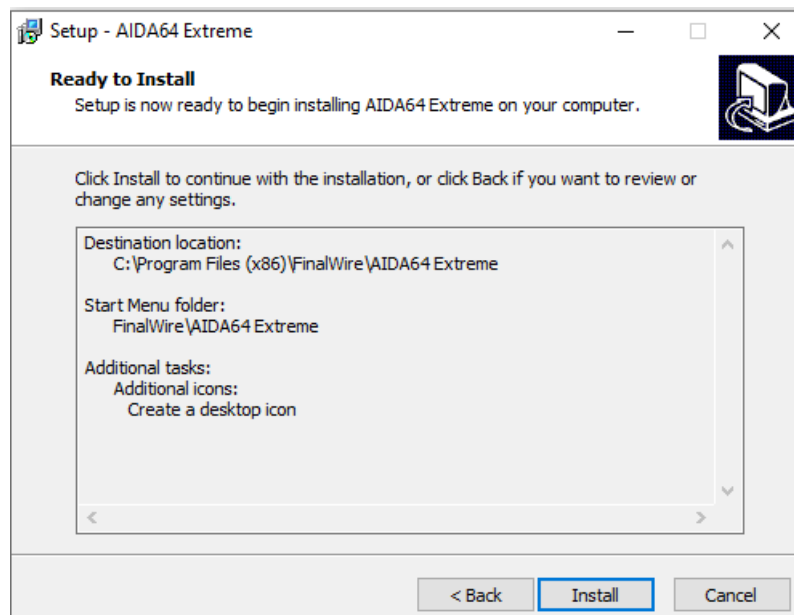 Setup - AIDA64 Extreme
Ready to Install
Setup is now ready to begin installing AIDA64 Extreme on your computer.
Click Install to continue with the installation, or click Back if you want to review or
change any settings.
Destination location:
C:\Program Files (x86)\FinalWire\AIDA64 Extreme
Start Menu folder:
FinalWire\AIDA64 Extreme
Additional tasks:
Additional icons:
Create a desktop icon
< Back
Install
Cancel